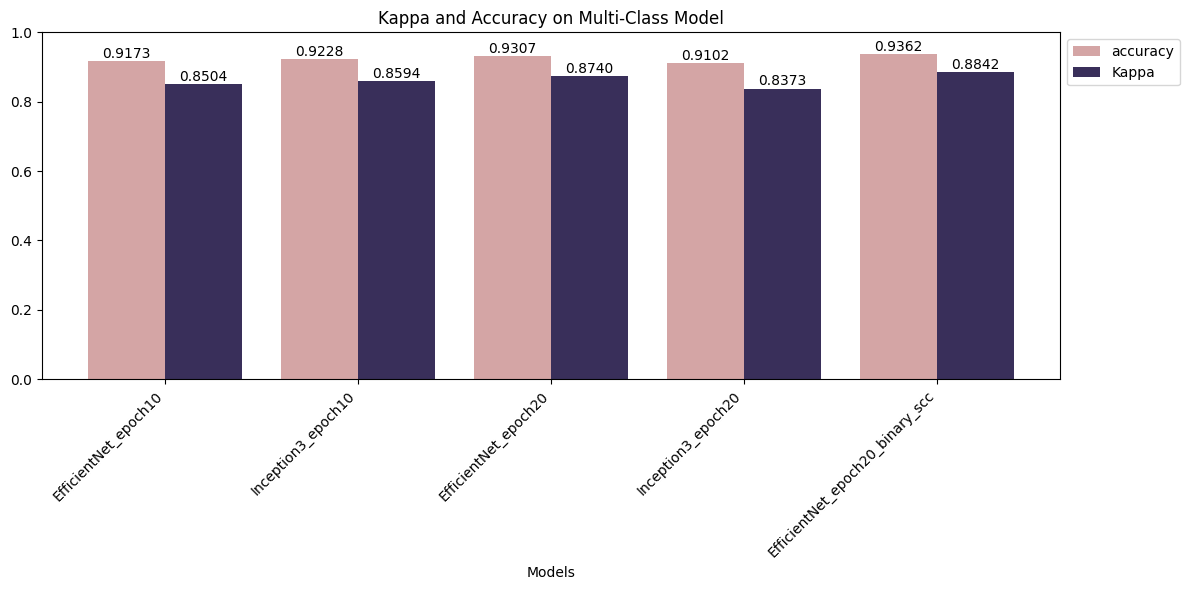 Kappa and Accuracy on Multi-Class Model
1.0
0.8
0.6
0.4
0.2
0.0
0.9173
0.8504
0.9228
0.8594
0.9307
0.8740
0.9102
0.8373
0.9362
0.8842
accuracy
Kappa
EfficientNet_epoch10
Inception3_epoch10
EfficientNet_epoch20
Inception3_epoch20
EfficientNet_epoch20_binary_scc
Models